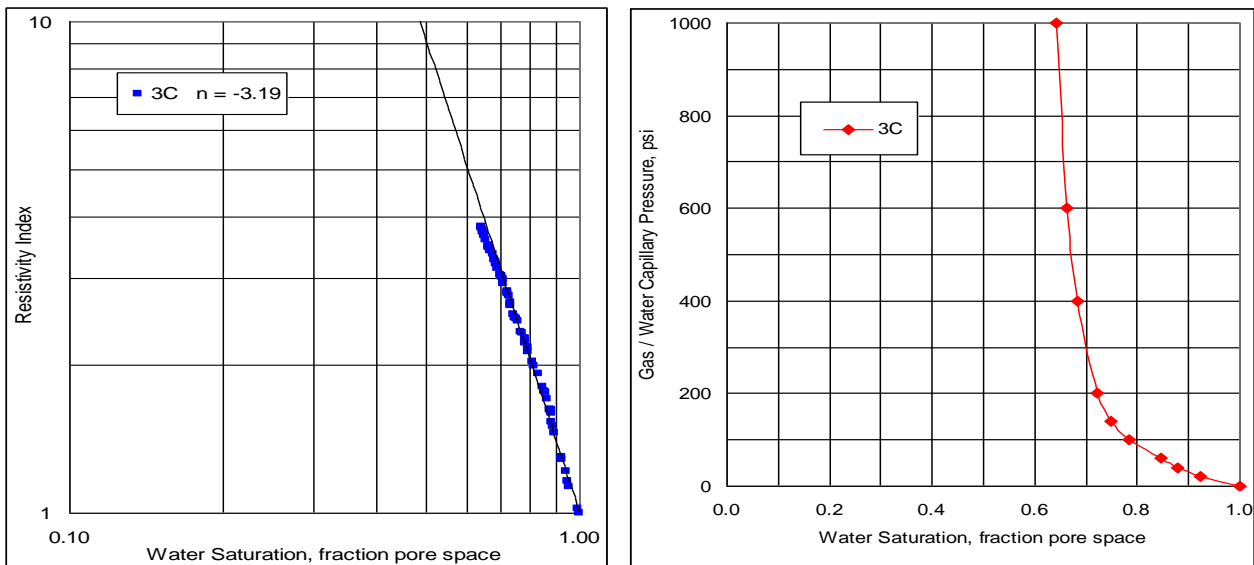 10
3C n = -3.19
Resistivity Index
1
0.10
1.00
Water Saturation, fraction pore space
1000
800
600
400
200
0
3C
Gas / Water Capillary Pressure, psi
0.0
0.2
0.4
0.6
0.8
1.0
Water Saturation, fraction pore space